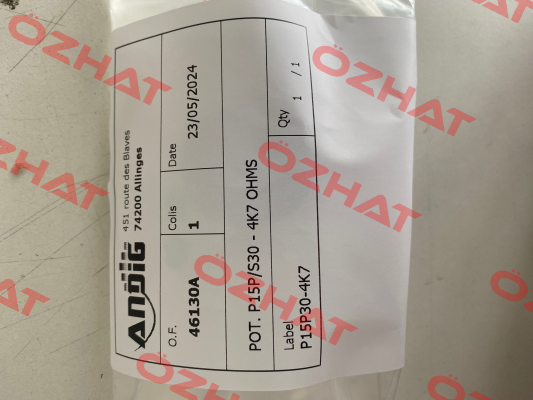 ANDIG
451 route des Blaves
74200 Allinges
O.F.
46130A
Colis
1
Date
23/05/2024
POT. P15P/S30 - 4K7 OHMS
Label
P15P30-4K7
Qty
1 / 1
ÖZHAT
ÖZHAT
ÖZHAT
ÖZHAT
ÖZHAT
ÖZHAT
ÖZHAT